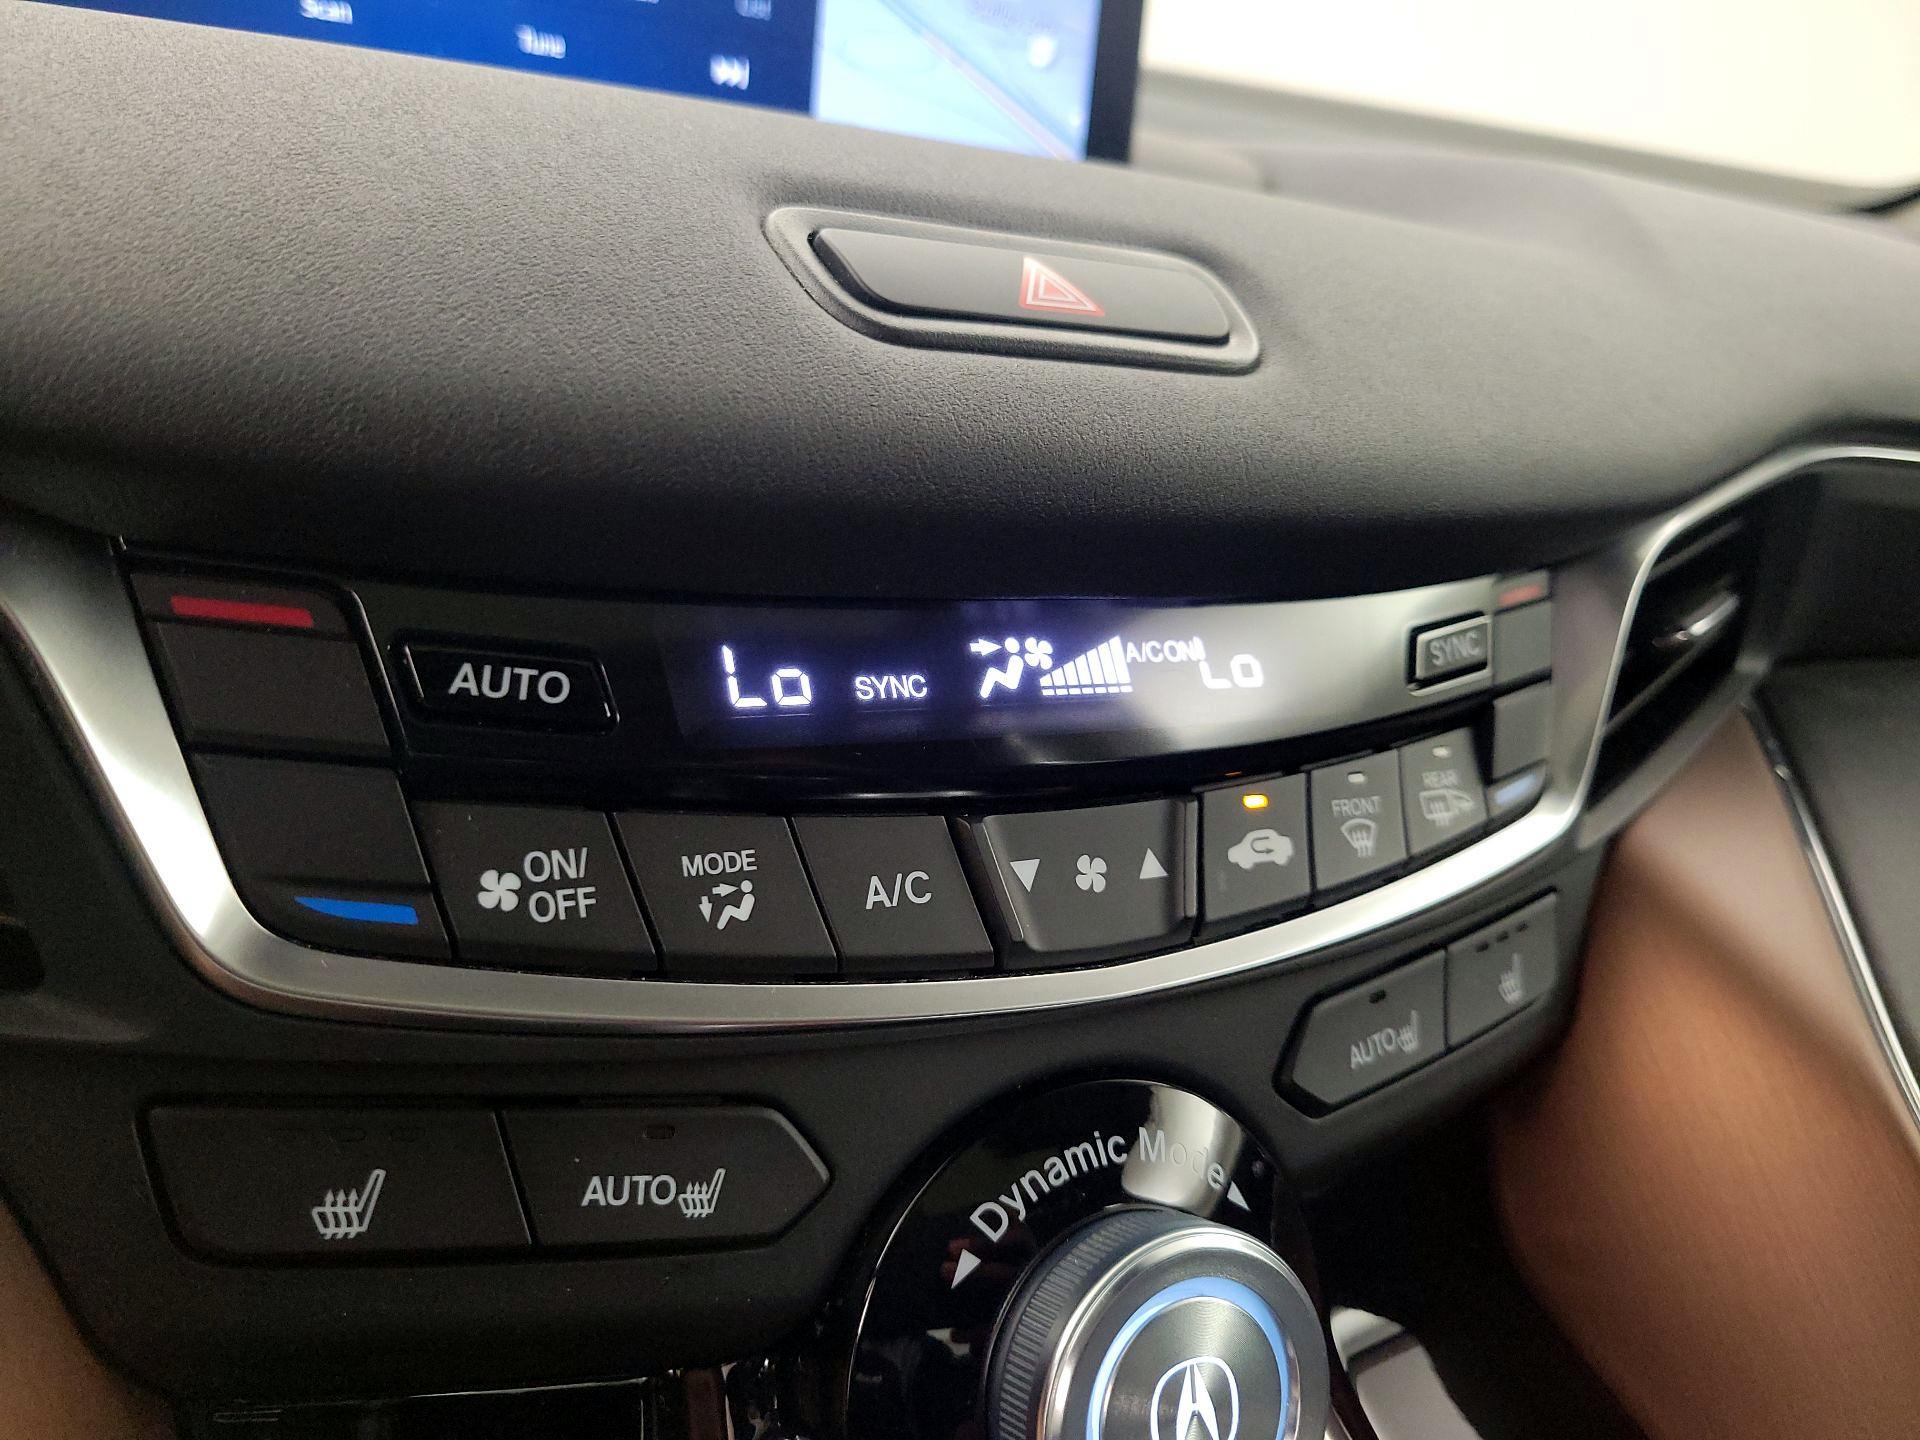 Scan
Tune
AUTO
Lo
SYNC
A/C ON
Lo
SYNC
ON/
OFF
MODE
A/C
FRONT
REAR
AUTO
AUTO
Dynamic Mode